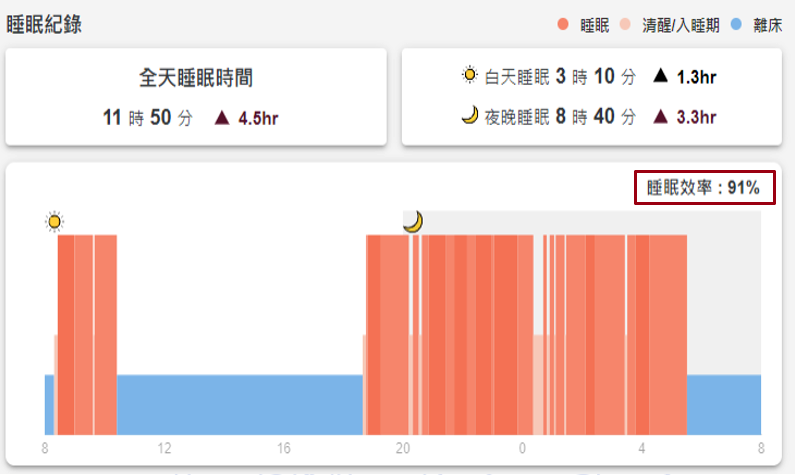 睡眠紀錄
睡眠 清醒/入睡期 離床
全天睡眠時間
11 時 50 分 ▲ 4.5hr
白天睡眠 3 時 10 分 ▲ 1.3hr
夜晚睡眠 8 時 40 分 ▲ 3.3hr
睡眠效率 : 91%
8 12 16 20 0 4 8